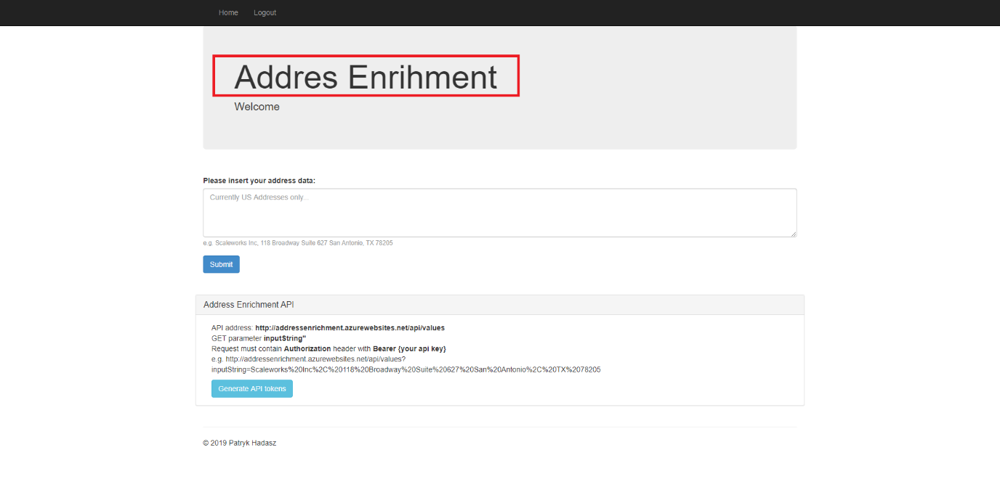 Home Logout
Addres Enrihment
Welcome
Please insert your address data:
Currently US Addresses only...
e.g. Scaleworks Inc, 118 Broadway Suite 627 San Antonio, TX 78205
Submit
Address Enrichment API
API address: http://addressenrichment.azurewebsites.net/api/values
GET parameter inputString"
Request must contain Authorization header with Bearer {your api key}
e.g. http://addressenrichment.azurewebsites.net/api/values?
inputString=Scaleworks%20Inc%2C%20118%20Broadway%20Suite%20627%20San%20Antonio%2C%20TX%2078205
Generate API tokens
© 2019 Patryk Hadasz